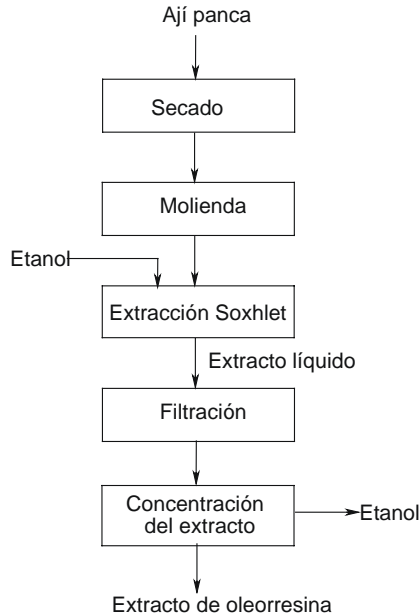 Ají panca
Secado
Molienda
Etanol
Extracción Soxhlet
Extracto líquido
Filtración
Concentración
del extracto
Etanol
Extracto de oleorresina